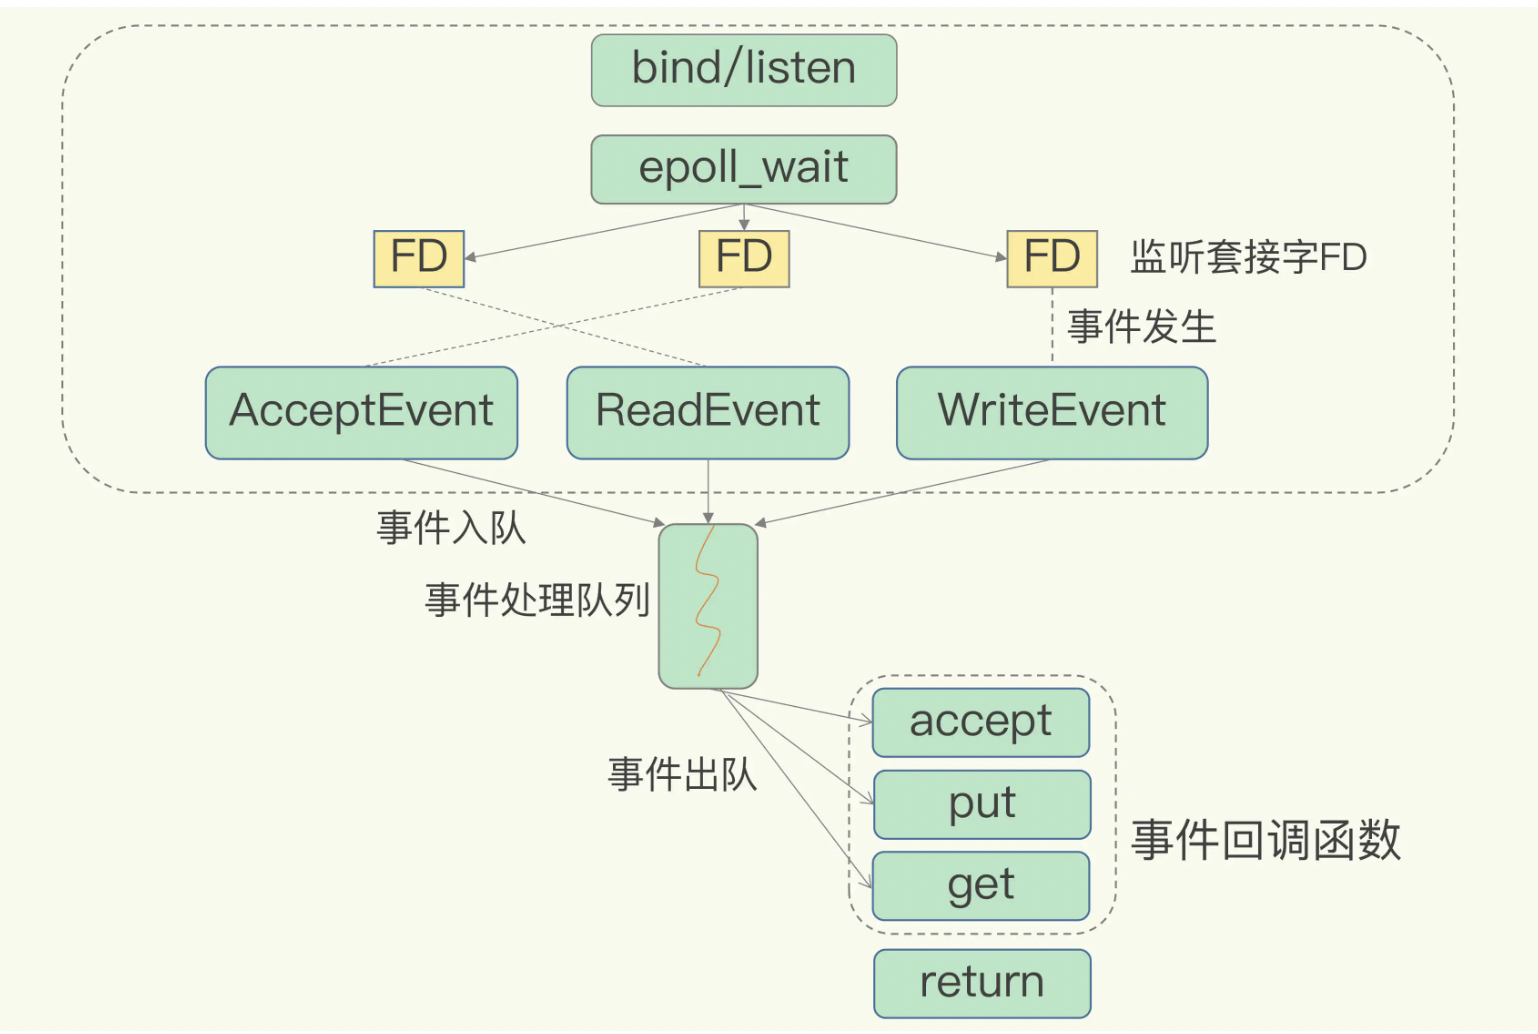 bind/listen
epoll_wait
FD
FD
FD
监听套接字FD
事件发生
AcceptEvent
ReadEvent
WriteEvent
事件入队
事件处理队列
accept
事件出队
put
事件回调函数
get
return